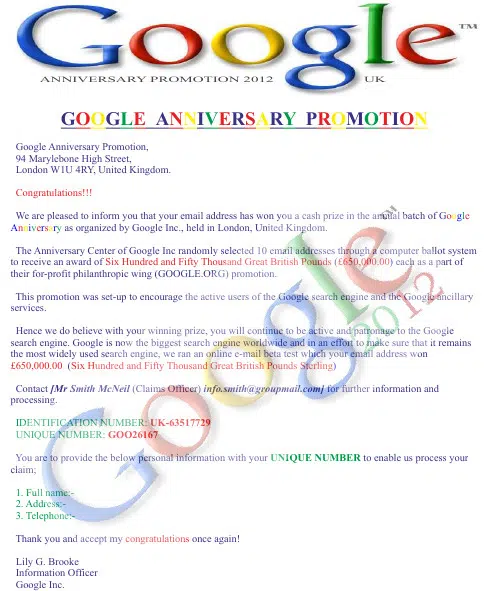 Google™
ANNIVERSARY PROMOTION 2012 UK
GOOGLE ANNIVERSARY PROMOTION
Google Anniversary Promotion,
94 Marylebone High Street,
London W1U 4RY, United Kingdom.
Congratulations!!!
We are pleased to inform you that your email address has won you a cash prize in the annual batch of Google
Anniversary as organized by Google Inc., held in London, United Kingdom.
The Anniversary Center of Google Inc randomly selected 10 email addresses through a computer ballot system
to receive an award of Six Hundred and Fifty Thousand Great British Pounds (£650,000.00) each as a part of
their for-profit philanthropic wing (GOOGLE.ORG) promotion.
This promotion was set-up to encourage the active users of the Google search engine and the Google ancillary
services.
Hence we do believe with your winning prize, you will continue to be active and patronage to the Google
search engine. Google is now the biggest search engine worldwide and in an effort to make sure that it remains
the most widely used search engine, we ran an online e-mail beta test which your email address won
£650,000.00 (Six Hundred and Fifty Thousand Great British Pounds Sterling)
Contact [Mr Smith McNeil (Claims Officer) info.smith@groupmail.com] for further information and
processing.
IDENTIFICATION NUMBER: UK-63517729
UNIQUE NUMBER: GOO26167
You are to provide the below personal information with your UNIQUE NUMBER to enable us process your
claim;
1. Full name:-
2. Address:-
3. Telephone:-
Thank you and accept my congratulations once again!
Lily G. Brooke
Information Officer
Google Inc.
Google™
2012